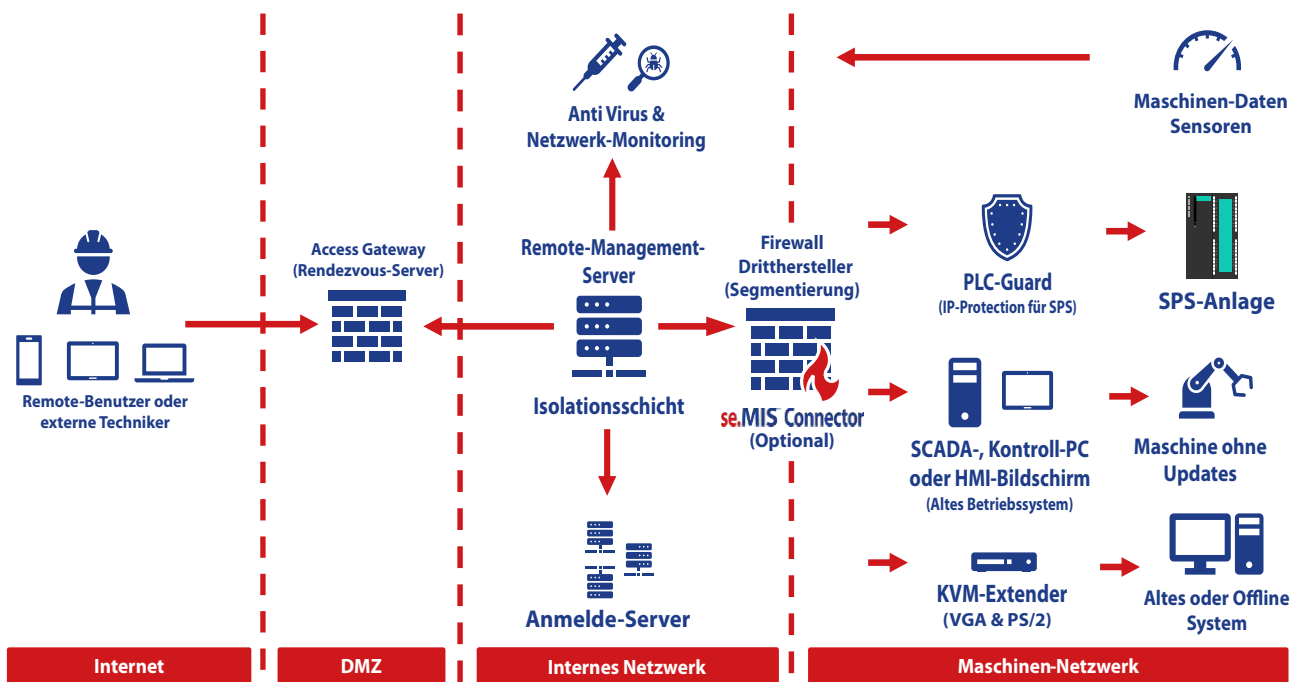 Anti Virus &
Netzwerk-Monitoring
Maschinen-Daten
Sensoren
Access Gateway
(Rendezvous-Server)
Remote-Management-
Server
Isolationsschicht
Firewall
Dritthersteller
(Segmentierung)
se.MIS™ Connector
(Optional)
PLC-Guard
(IP-Protection für SPS)
SPS-Anlage
Remote-Benutzer oder
externe Techniker
SCADA-, Kontroll-PC
oder HMI-Bildschirm
(Altes Betriebssystem)
Maschine ohne
Updates
Anmelde-Server
KVM-Extender
(VGA & PS/2)
Altes oder Offline
System
Internet
DMZ
Internes Netzwerk
Maschinen-Netzwerk